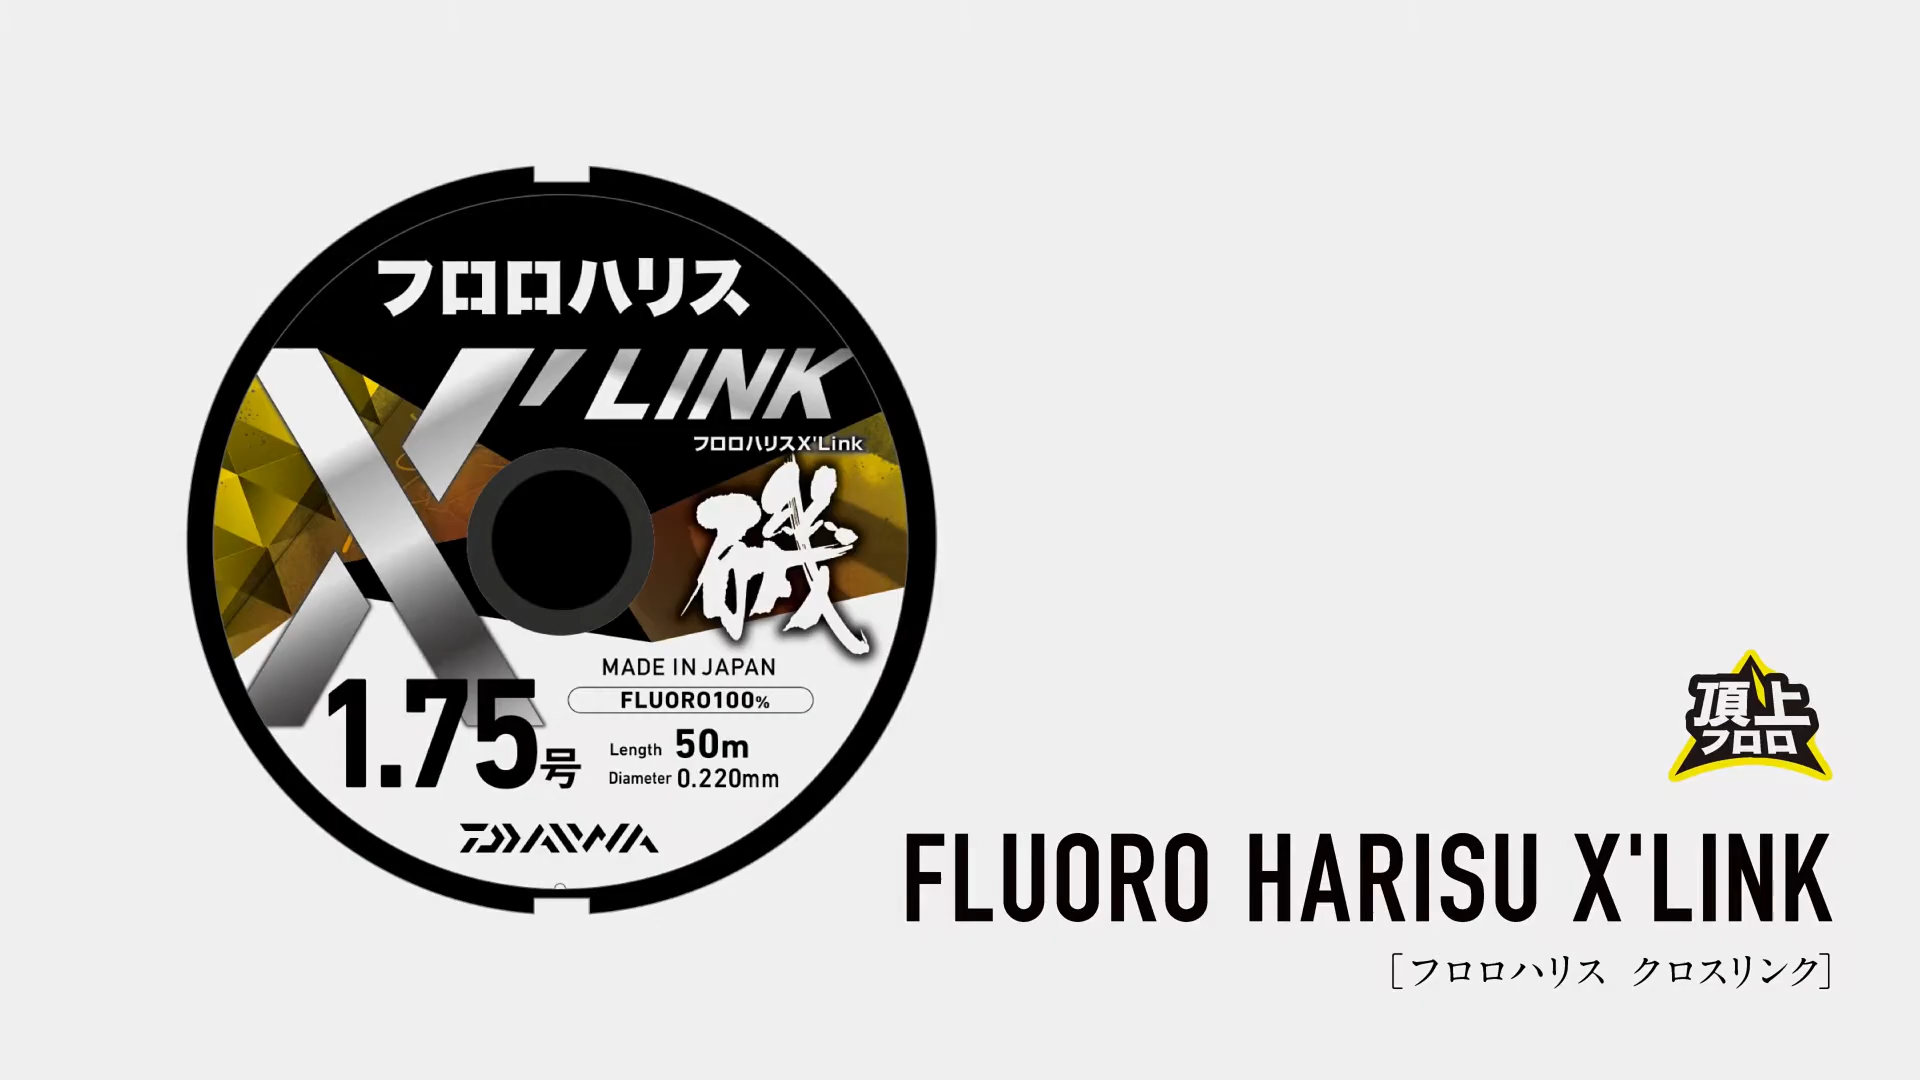 フロロハリス
X'LINK
フロロハリスX'Link
磯
MADE IN JAPAN
FLUORO100%
1.75号
Length 50m
Diameter 0.220mm
DAIWA
頂上
フロロ
FLUORO HARISU X'LINK
[フロロハリス クロスリンク]